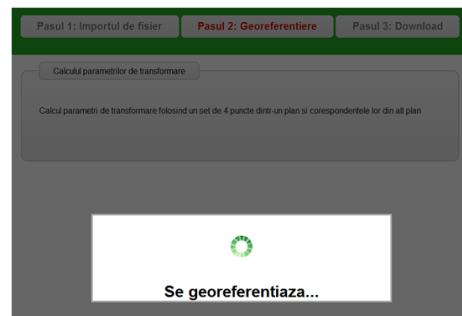 Pasul 1: Importul de fisier
Pasul 2: Georeferentiere
Pasul 3: Download
Calculul parametrilor de transformare
Calcul parametri de transformare folosind un set de 4 puncte dintr-un plan si corespondentele lor din alt plan
Se georeferentiaza...